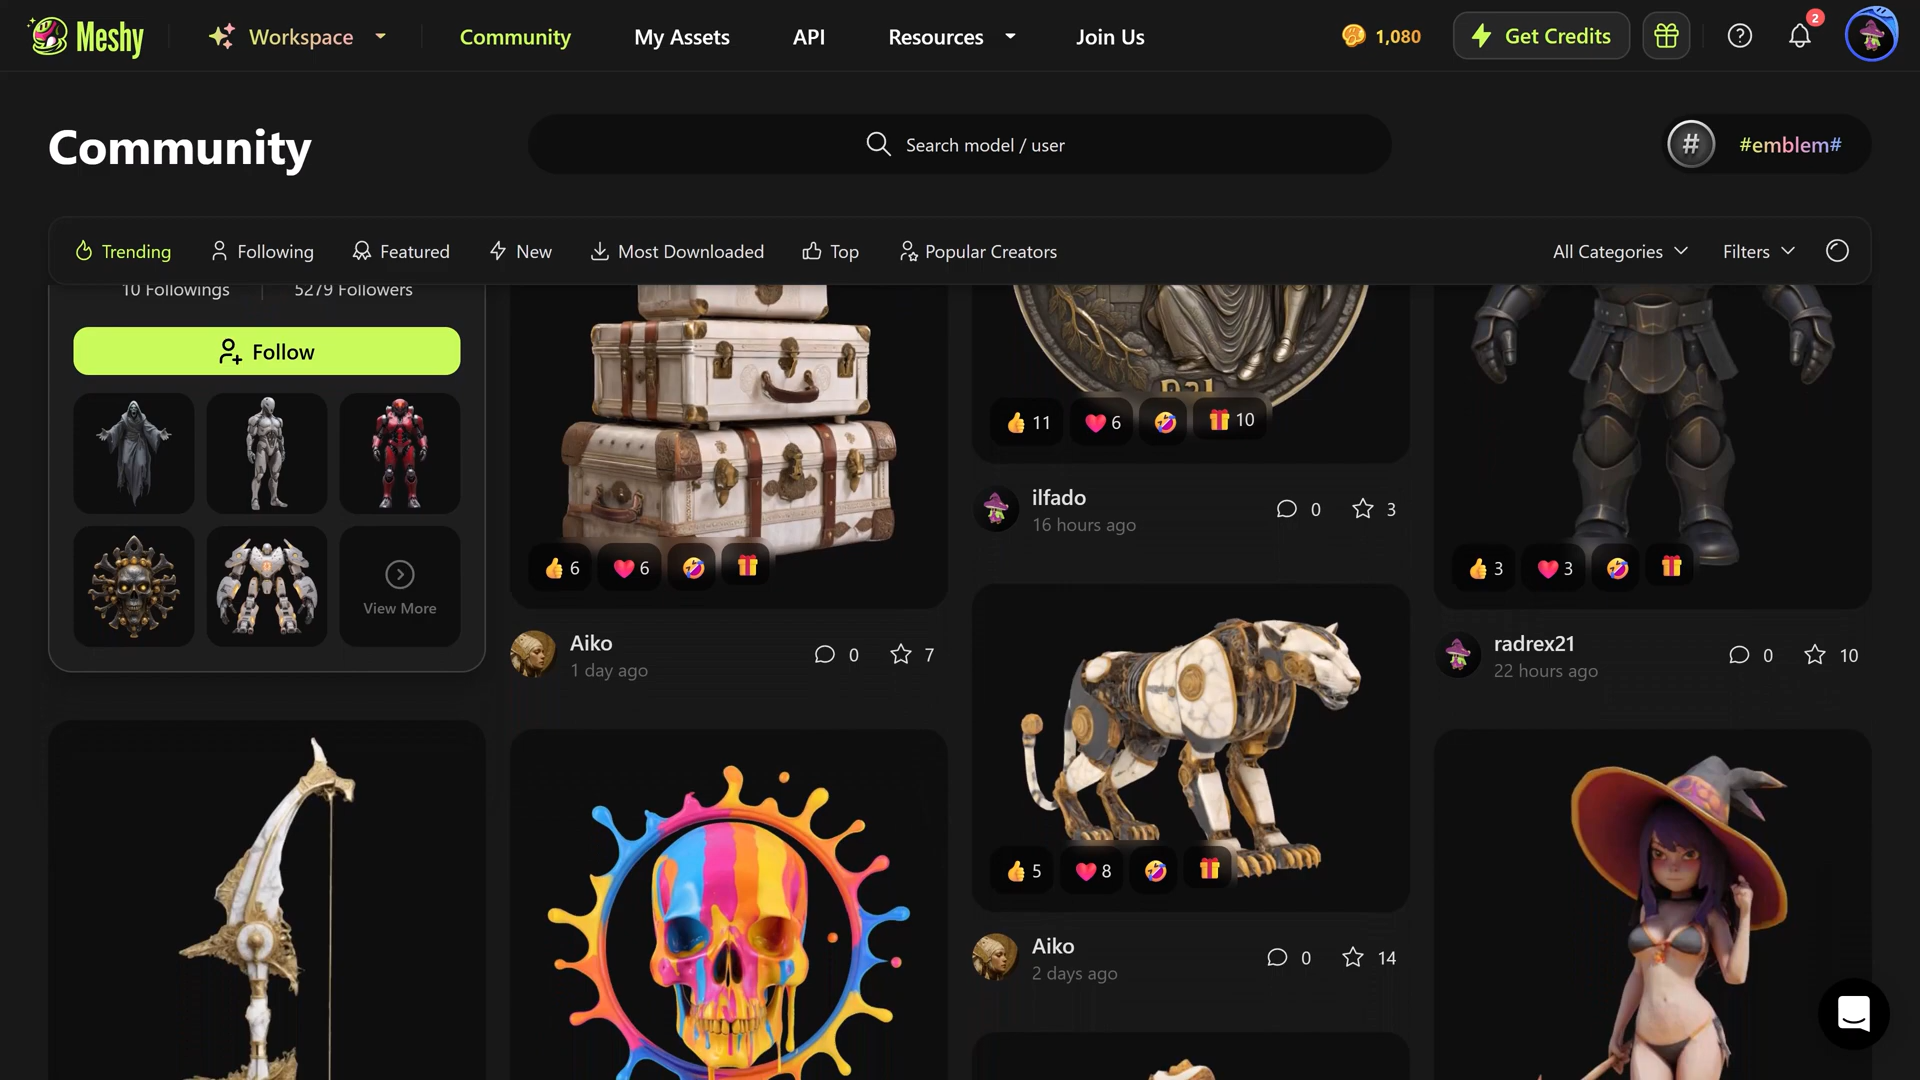 Meshy
Workspace
Community
My Assets
API
Resources
Join Us
1,080
Get Credits
2
Community
Search model / user
#
#emblem#
Trending
Following
Featured
New
Most Downloaded
Top
Popular Creators
All Categories
Filters
10 Followings
5279 Followers
Follow
View More
6
6
Aiko
1 day ago
0
7
11
6
10
ilfado
16 hours ago
0
3
5
8
Aiko
2 days ago
0
14
3
3
radrex21
22 hours ago
0
10